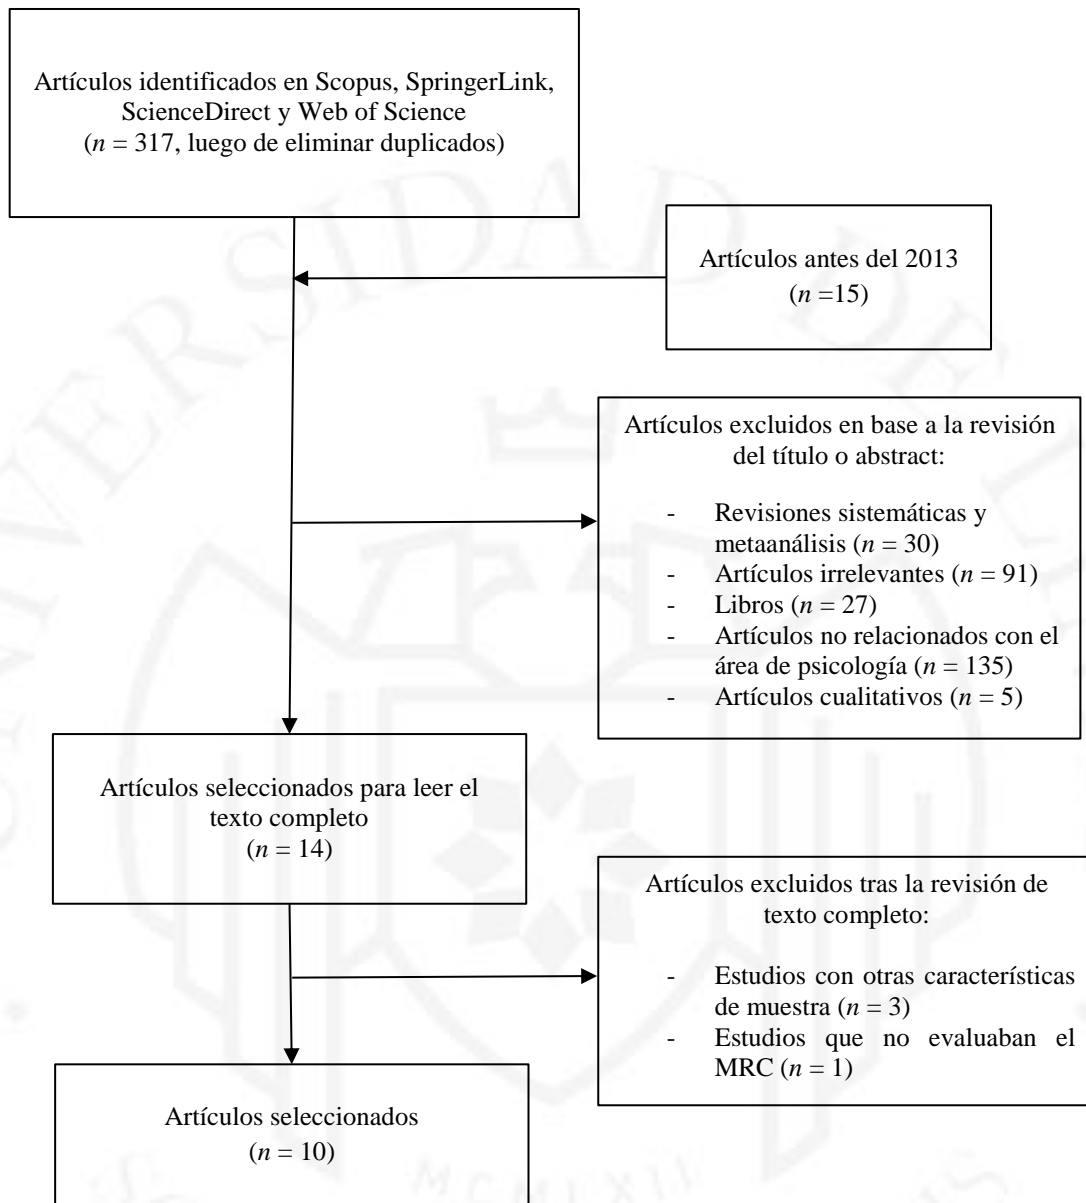 Artículos identificados en Scopus, SpringerLink,
ScienceDirect y Web of Science
(n = 317, luego de eliminar duplicados)
Artículos antes del 2013
(n =15)
Artículos excluidos en base a la revisión
del título o abstract:
- Revisiones sistemáticas y
metaanálisis (n = 30)
- Artículos irrelevantes (n = 91)
- Libros (n = 27)
- Artículos no relacionados con el
área de psicología (n = 135)
- Artículos cualitativos (n = 5)
Artículos seleccionados para leer el
texto completo
(n = 14)
Artículos excluidos tras la revisión de
texto completo:
- Estudios con otras características
de muestra (n = 3)
- Estudios que no evaluaban el
MRC (n = 1)
Artículos seleccionados
(n = 10)
UNIVERSIDAD DE
MCMLXII